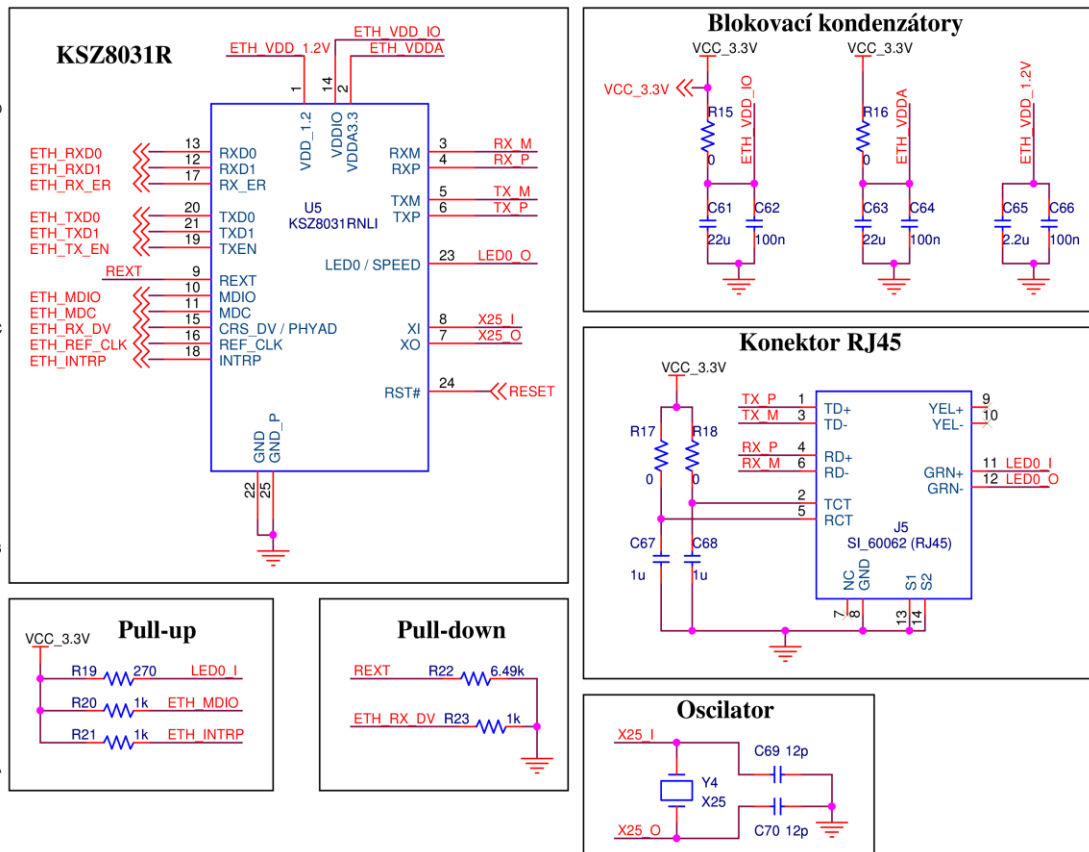 KSZ8031R
ETH_VDD_IO
ETH_VDD_1.2V
ETH_VDDA
1
14
2
VDD_1.2
VDDIO
VDDA3.3
ETH_RXD0 13 RXD0
ETH_RXD1 12 RXD1
ETH_RX_ER 17 RX_ER
ETH_TXD0 20 TXD0
ETH_TXD1 21 TXD1
ETH_TX_EN 19 TXEN
REXT 9 REXT
ETH_MDIO 10 MDIO
ETH_MDC 11 MDC
ETH_RX_DV 15 CRS_DV / PHYAD
ETH_REF_CLK 16 REF_CLK
ETH_INTRP 18 INTRP
U5
KSZ8031RNLI
RXM 3 RX_M
RXP 4 RX_P
TXM 5 TX_M
TXP 6 TX_P
LED0 / SPEED 23 LED0_O
XI 8 X25_I
XO 7 X25_O
RST# 24 RESET
GND
GND_P
22
25
Blokovací kondenzátory
VCC_3.3V
VCC_3.3V
VCC_3.3V
R15
0
ETH_VDD_IO
R16
0
ETH_VDDA
ETH_VDD_1.2V
C61 C62 C63 C64 C65 C66
22u 100n 22u 100n 2.2u 100n
Konektor RJ45
VCC_3.3V
R17 R18
0 0
C67 C68
1u 1u
TX_P 1 TD+
TX_M 3 TD-
RX_P 4 RD+
RX_M 6 RD-
2 TCT
5 RCT
YEL+ 9
YEL- 10
GRN+ 11 LED0_I
GRN- 12 LED0_O
J5
SI_60062 (RJ45)
NC
GND
S1
S2
7
8
13
14
Pull-up
VCC_3.3V
R19 270 LED0_I
R20 1k ETH_MDIO
R21 1k ETH_INTRP
Pull-down
REXT R22 6.49k
ETH_RX_DV R23 1k
Oscilator
X25_I
C69 12p
Y4
X25
X25_O
C70 12p